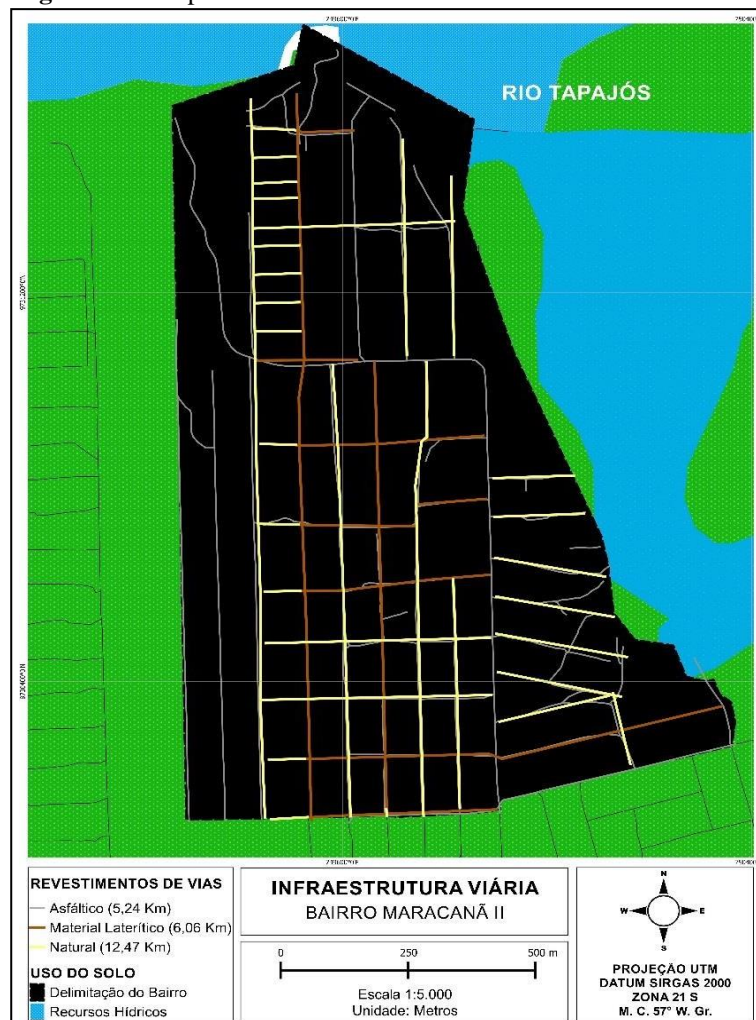 RIO TAPAJÓS
REVESTIMENTOS DE VIAS
Asfáltico (5,24 Km)
Material Laterítico (6,06 Km)
Natural (12,47 Km)
USO DO SOLO
Delimitação do Bairro
Recursos Hídricos
INFRAESTRUTURA VIÁRIA
BAIRRO MARACANÃ II
0 250 500 m
Escala 1:5.000
Unidade: Metros
N
W E
S
PROJEÇÃO UTM
DATUM SIRGAS 2000
ZONA 21 S
M. C. 57° W. Gr.